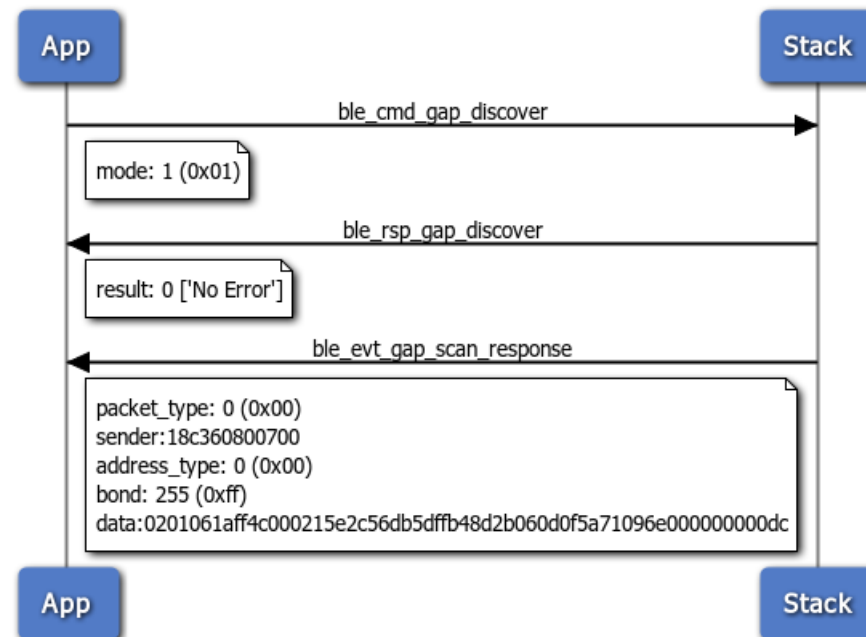 App
Stack
ble_cmd_gap_discover
mode: 1 (0x01)
ble_rsp_gap_discover
result: 0 ['No Error']
ble_evt_gap_scan_response
packet_type: 0 (0x00)
sender:18c360800700
address_type: 0 (0x00)
bond: 255 (0xff)
data:0201061aff4c000215e2c56db5dffb48d2b060d0f5a71096e000000000dc
App
Stack